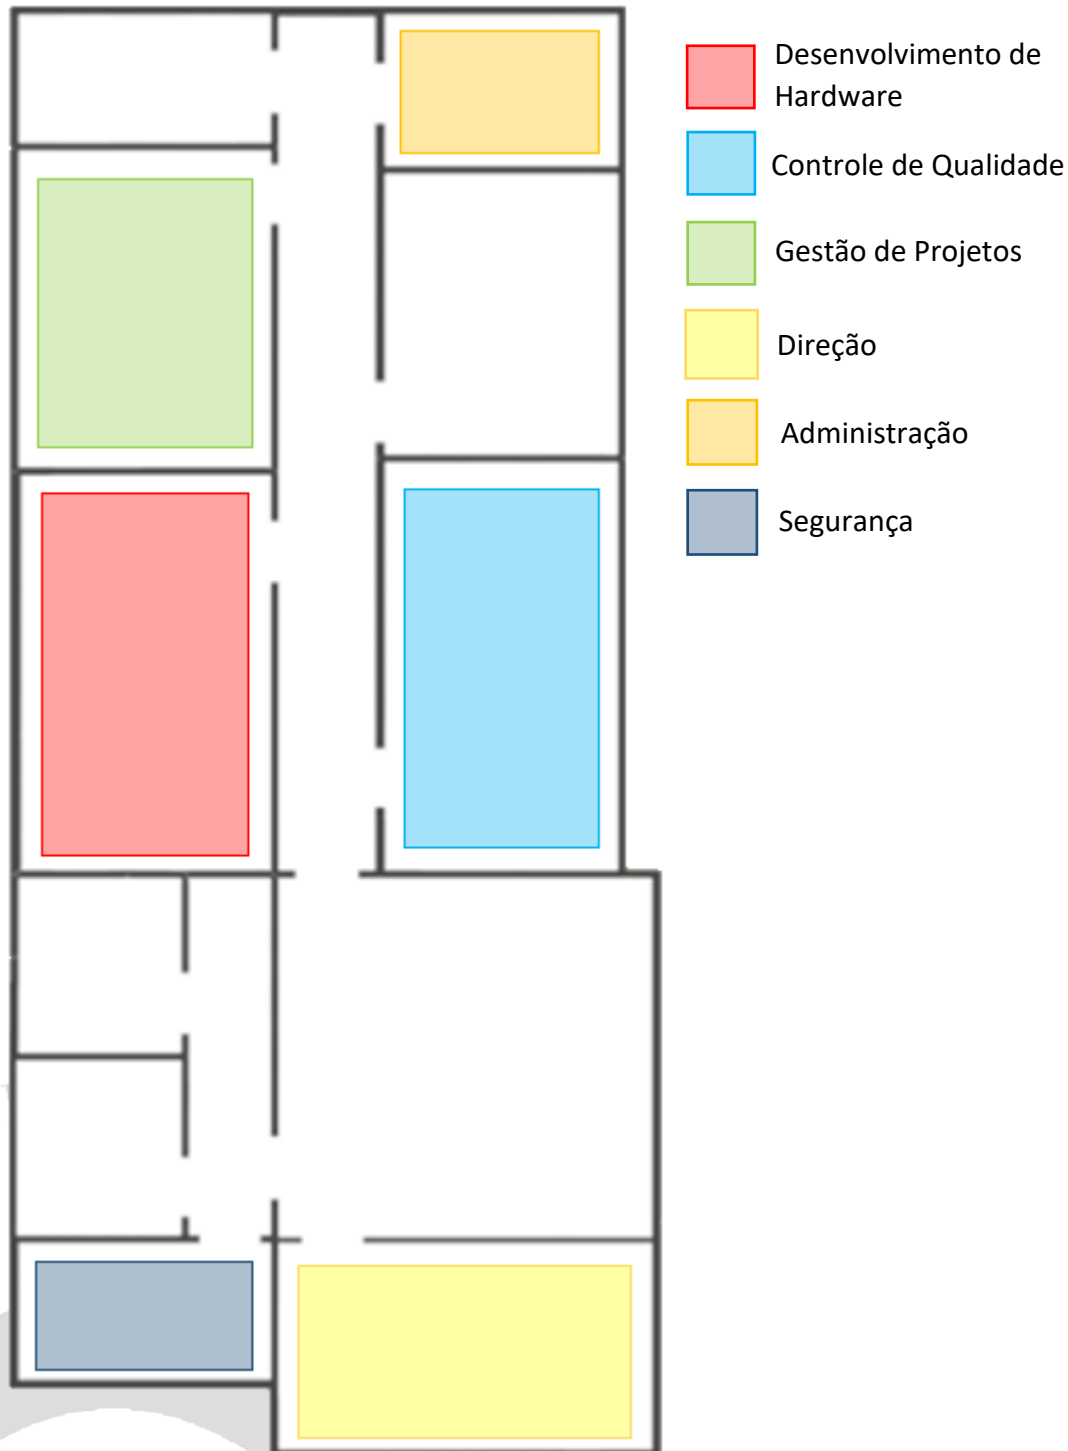 Desenvolvimento de
Hardware
Controle de Qualidade
Gestão de Projetos
Direção
Administração
Segurança